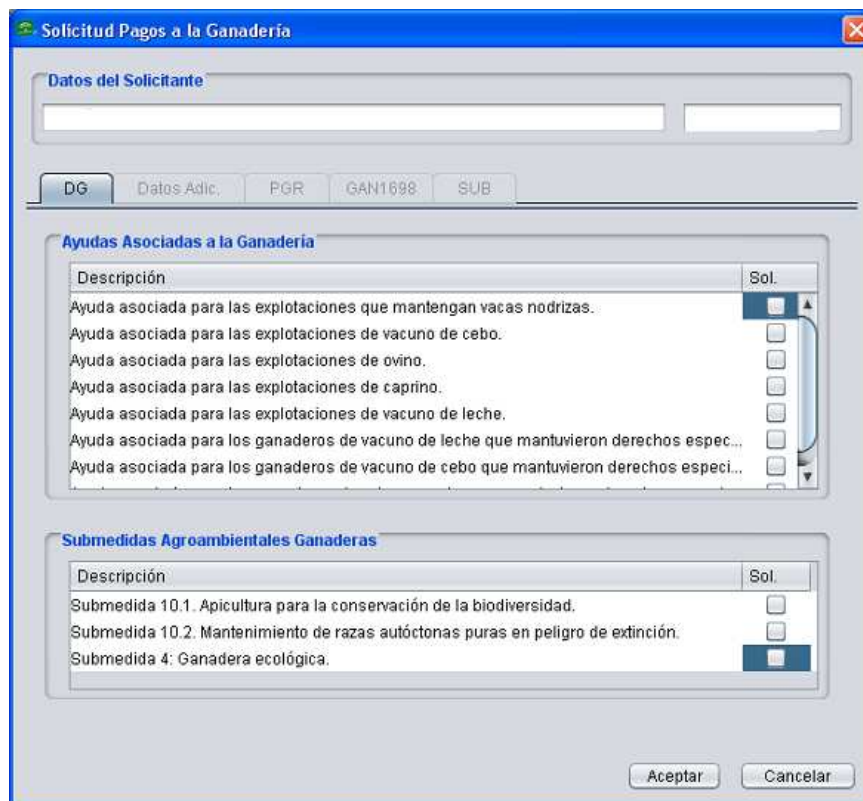 Solicitud Pagos a la Ganadería
Datos del Solicitante
DG Datos Adic. PGR GAN1698 SUB
Ayudas Asociadas a la Ganadería
Descripción Sol.
Ayuda asociada para las explotaciones que mantengan vacas nodrizas.
Ayuda asociada para las explotaciones de vacuno de cebo.
Ayuda asociada para las explotaciones de ovino.
Ayuda asociada para las explotaciones de caprino.
Ayuda asociada para las explotaciones de vacuno de leche.
Ayuda asociada para los ganaderos de vacuno de leche que mantuvieron derechos espec...
Ayuda asociada para los ganaderos de vacuno de cebo que mantuvieron derechos especi...
Submedidas Agroambientales Ganaderas
Descripción Sol.
Submedida 10.1. Apicultura para la conservación de la biodiversidad.
Submedida 10.2. Mantenimiento de razas autóctonas puras en peligro de extinción.
Submedida 4: Ganadera ecológica.
Aceptar Cancelar